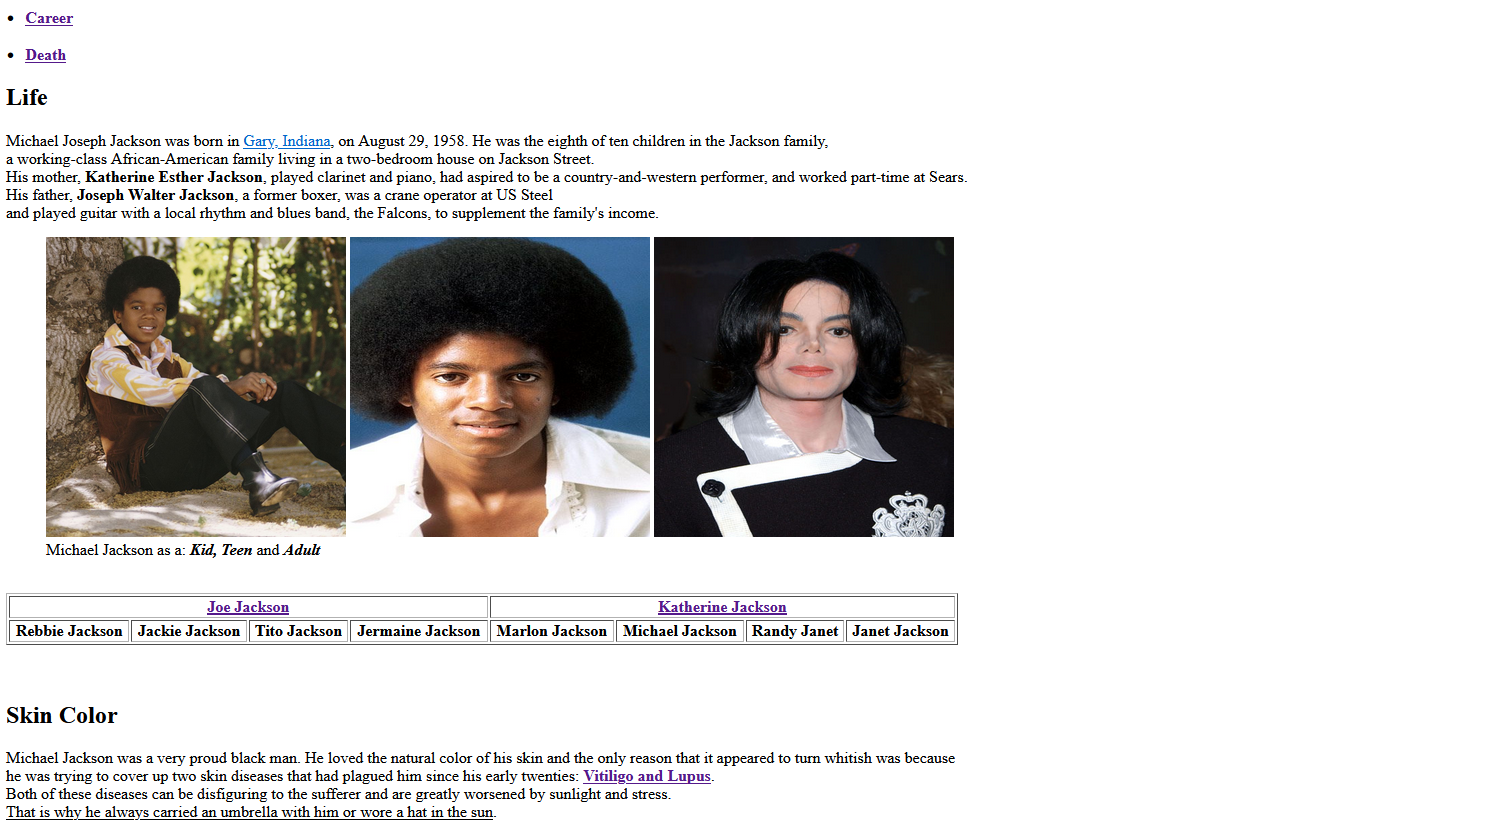 Career
Death
Life
Michael Joseph Jackson was born in Gary, Indiana, on August 29, 1958. He was the eighth of ten children in the Jackson family,
a working-class African-American family living in a two-bedroom house on Jackson Street.
His mother, Katherine Esther Jackson, played clarinet and piano, had aspired to be a country-and-western performer, and worked part-time at Sears.
His father, Joseph Walter Jackson, a former boxer, was a crane operator at US Steel
and played guitar with a local rhythm and blues band, the Falcons, to supplement the family's income.
Michael Jackson as a: Kid, Teen and Adult
Joe Jackson Katherine Jackson
Rebbie Jackson Jackie Jackson Tito Jackson Jermaine Jackson Marlon Jackson Michael Jackson Randy Janet Janet Jackson
Skin Color
Michael Jackson was a very proud black man. He loved the natural color of his skin and the only reason that it appeared to turn whitish was because
he was trying to cover up two skin diseases that had plagued him since his early twenties: Vitiligo and Lupus.
Both of these diseases can be disfiguring to the sufferer and are greatly worsened by sunlight and stress.
That is why he always carried an umbrella with him or wore a hat in the sun.